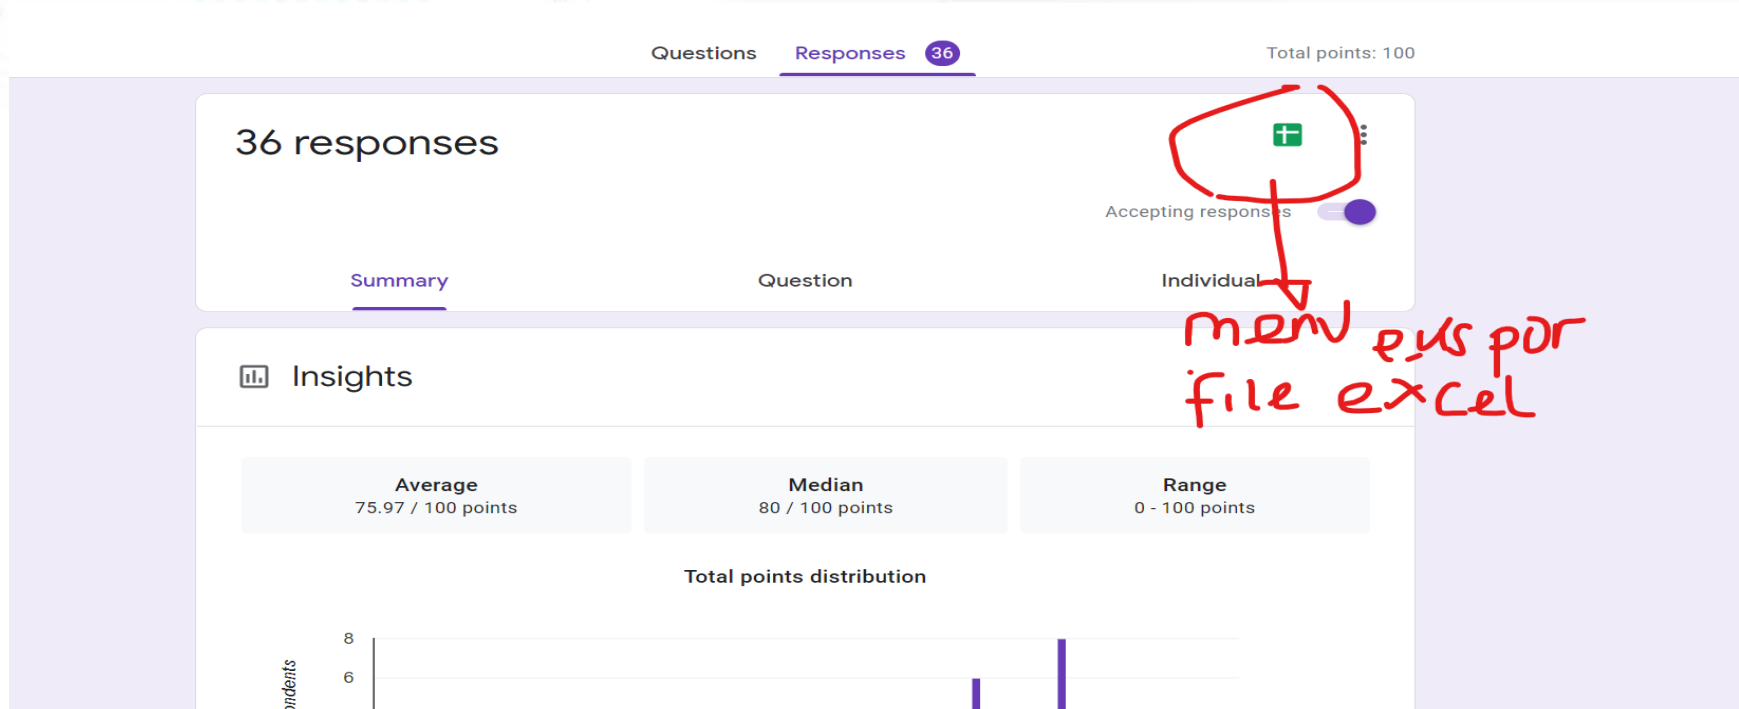 Questions Responses 36 Total points: 100
36 responses
Accepting responses
Summary Question Individual
menu euspor
file excel
Insights
Average Median Range
75.97 / 100 points 80 / 100 points 0 - 100 points
Total points distribution
8
6